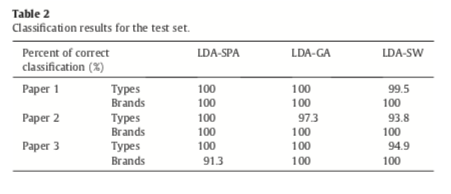 Table 2
Classification results for the test set.
Percent of correct classification (%) LDA-SPA LDA-GA LDA-SW
Paper 1 Types 100 100 99.5
Brands 100 100 100
Paper 2 Types 100 97.3 93.8
Brands 100 100 100
Paper 3 Types 100 100 94.9
Brands 91.3 100 100